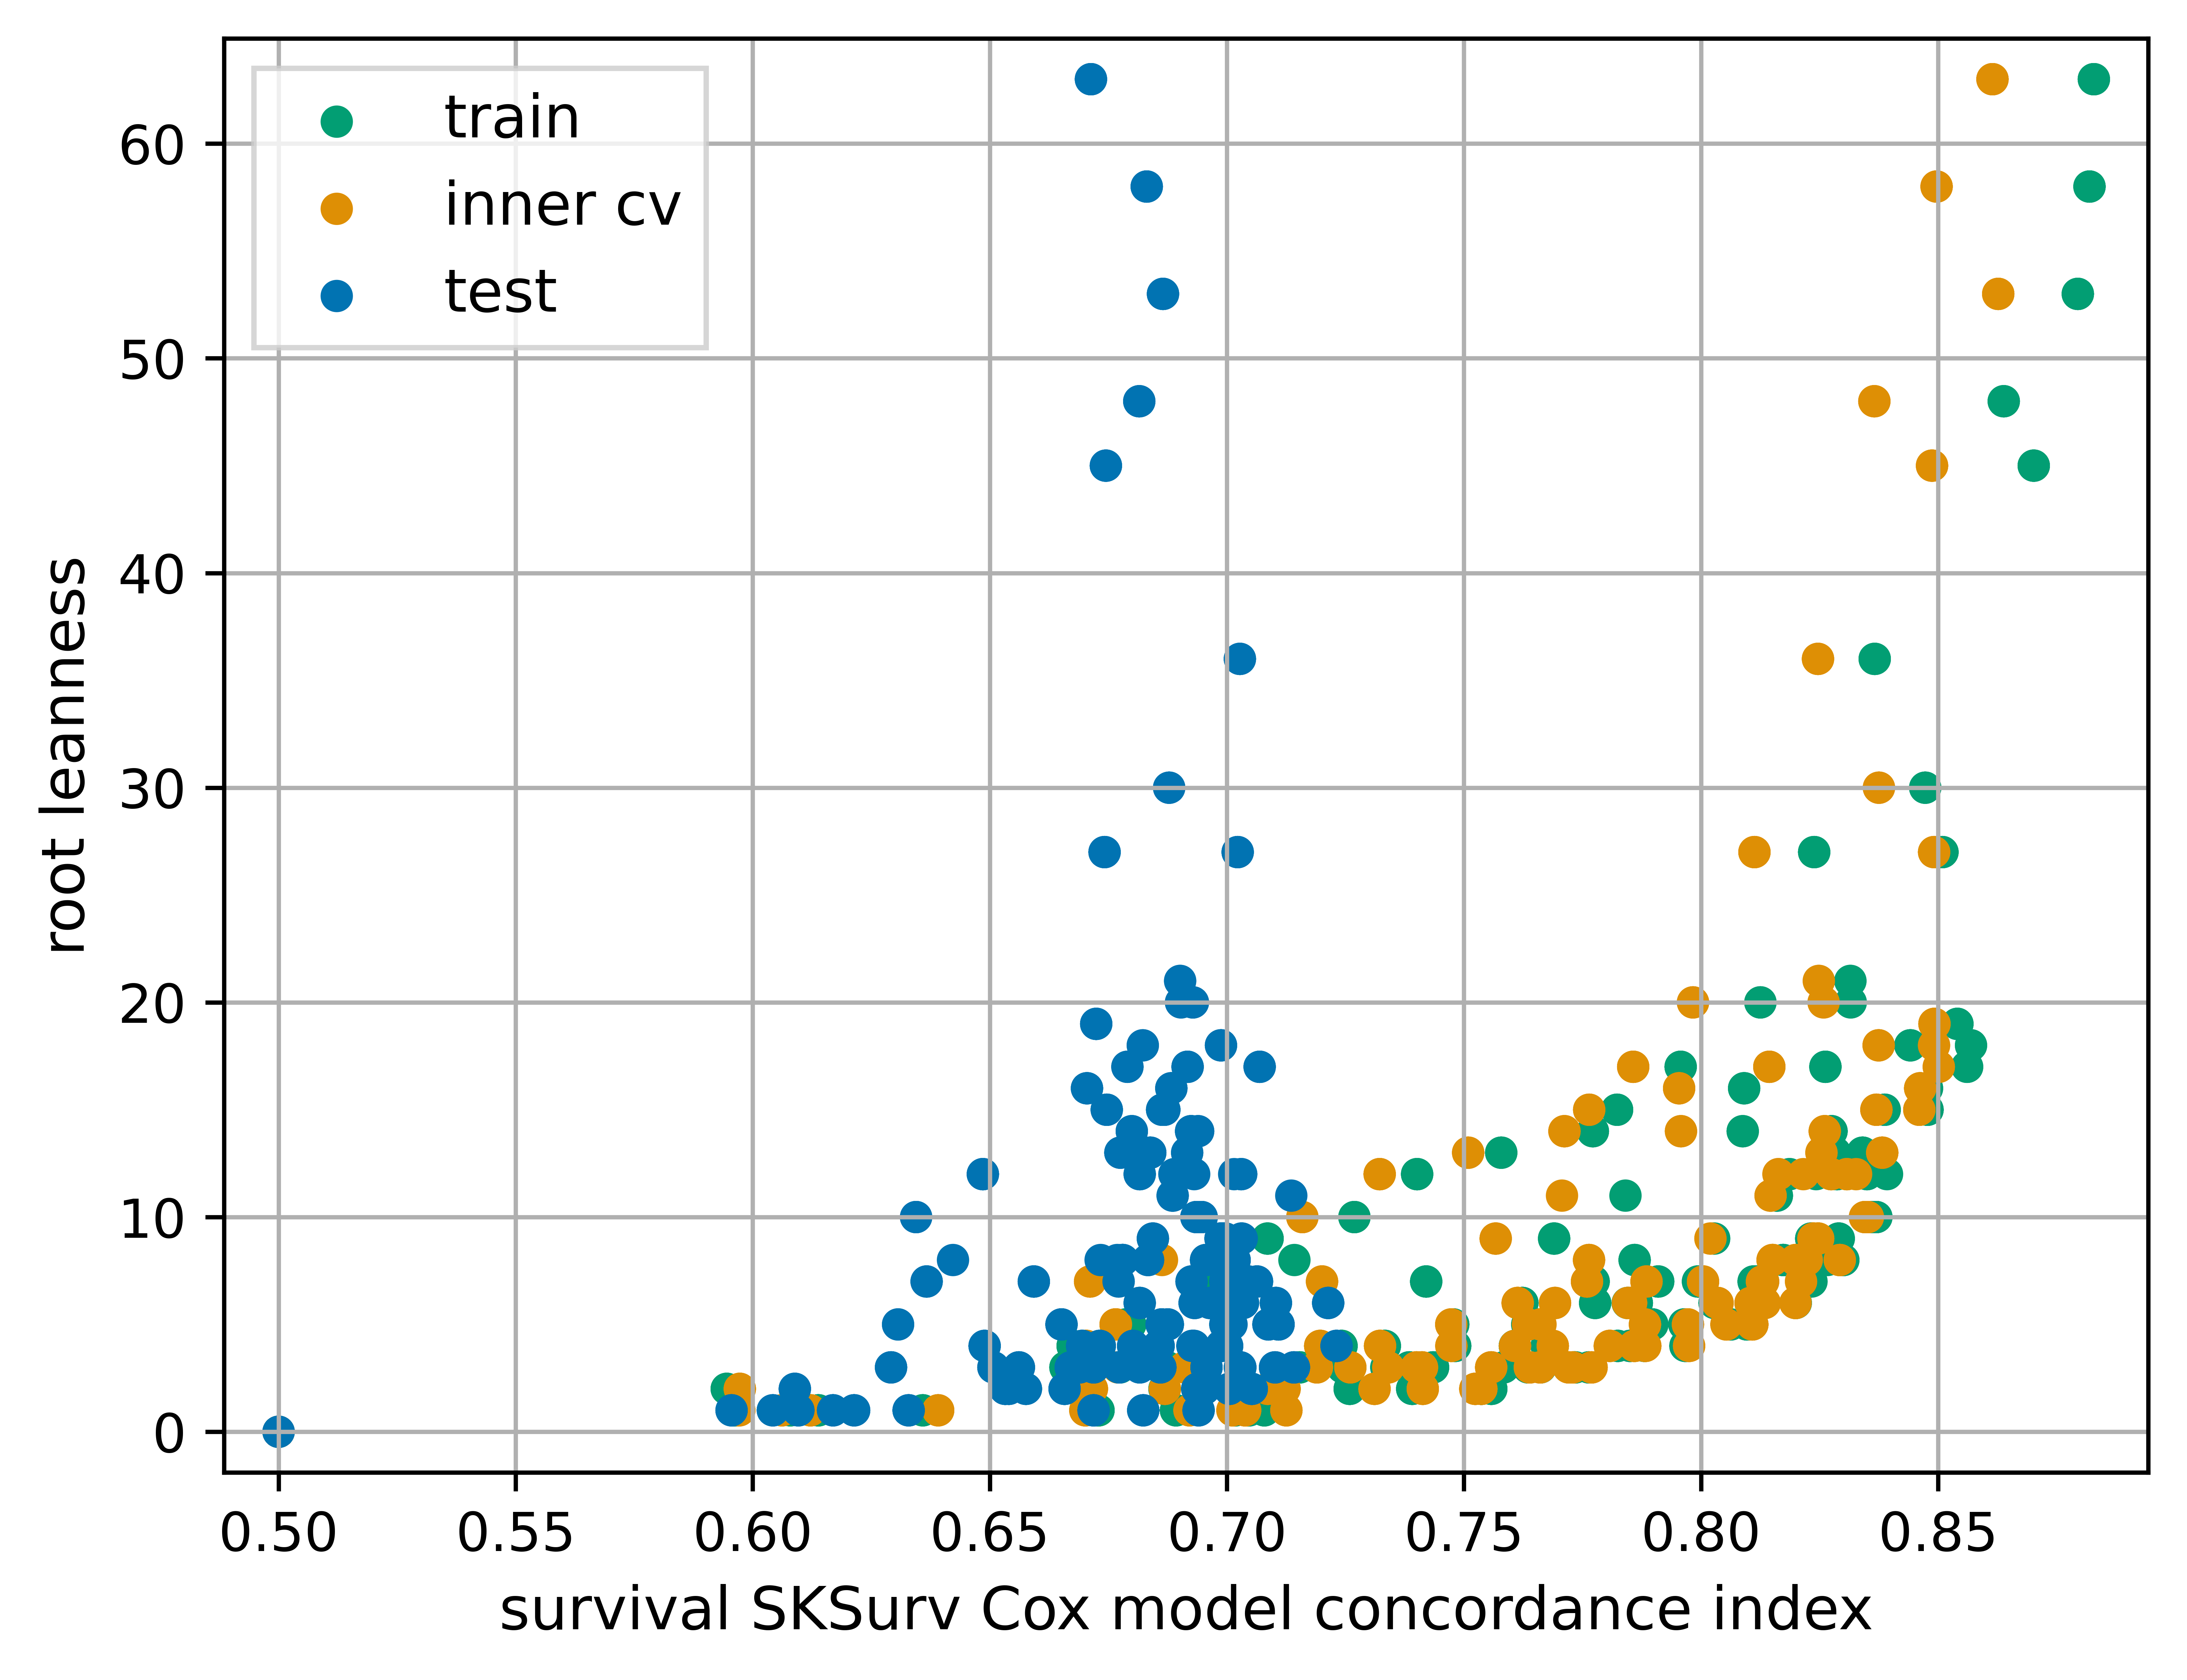 train
inner cv
test
60
50
40
30
20
10
0
root leanness
0.50 0.55 0.60 0.65 0.70 0.75 0.80 0.85
survival SKSurv Cox model concordance index